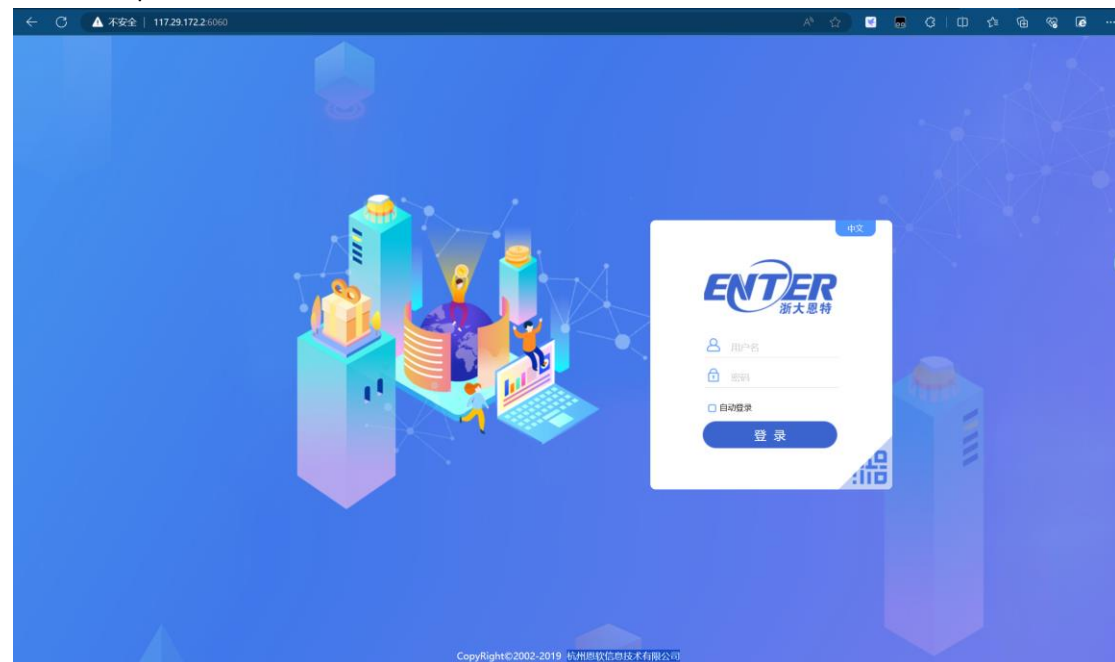 不安全 | 117.29.172.2:6060
中文
ENTER
浙大恩特
用户名
密码
自动登录
登 录
CopyRight©2002-2019 杭州恩软信息技术有限公司